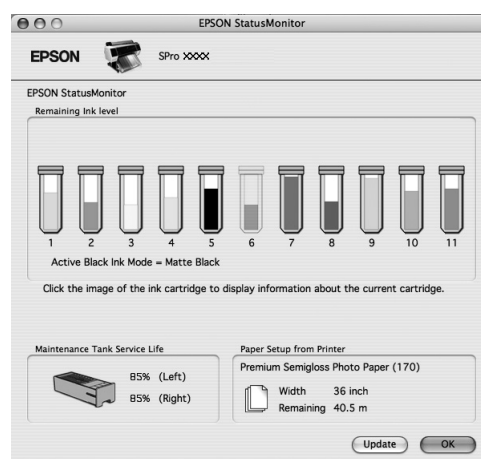 EPSON StatusMonitor
EPSON SPro XXXX
EPSON StatusMonitor
Remaining Ink level
1 2 3 4 5 6 7 8 9 10 11
Active Black Ink Mode = Matte Black
Click the image of the ink cartridge to display information about the current cartridge.
Maintenance Tank Service Life
85% (Left)
85% (Right)
Paper Setup from Printer
Premium Semigloss Photo Paper (170)
Width 36 inch
Remaining 40.5 m
Update OK